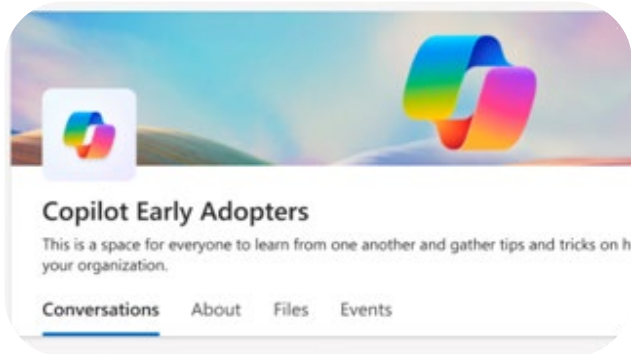 Copilot Early Adopters
This is a space for everyone to learn from one another and gather tips and tricks on
your organization.
Conversations About Files Events